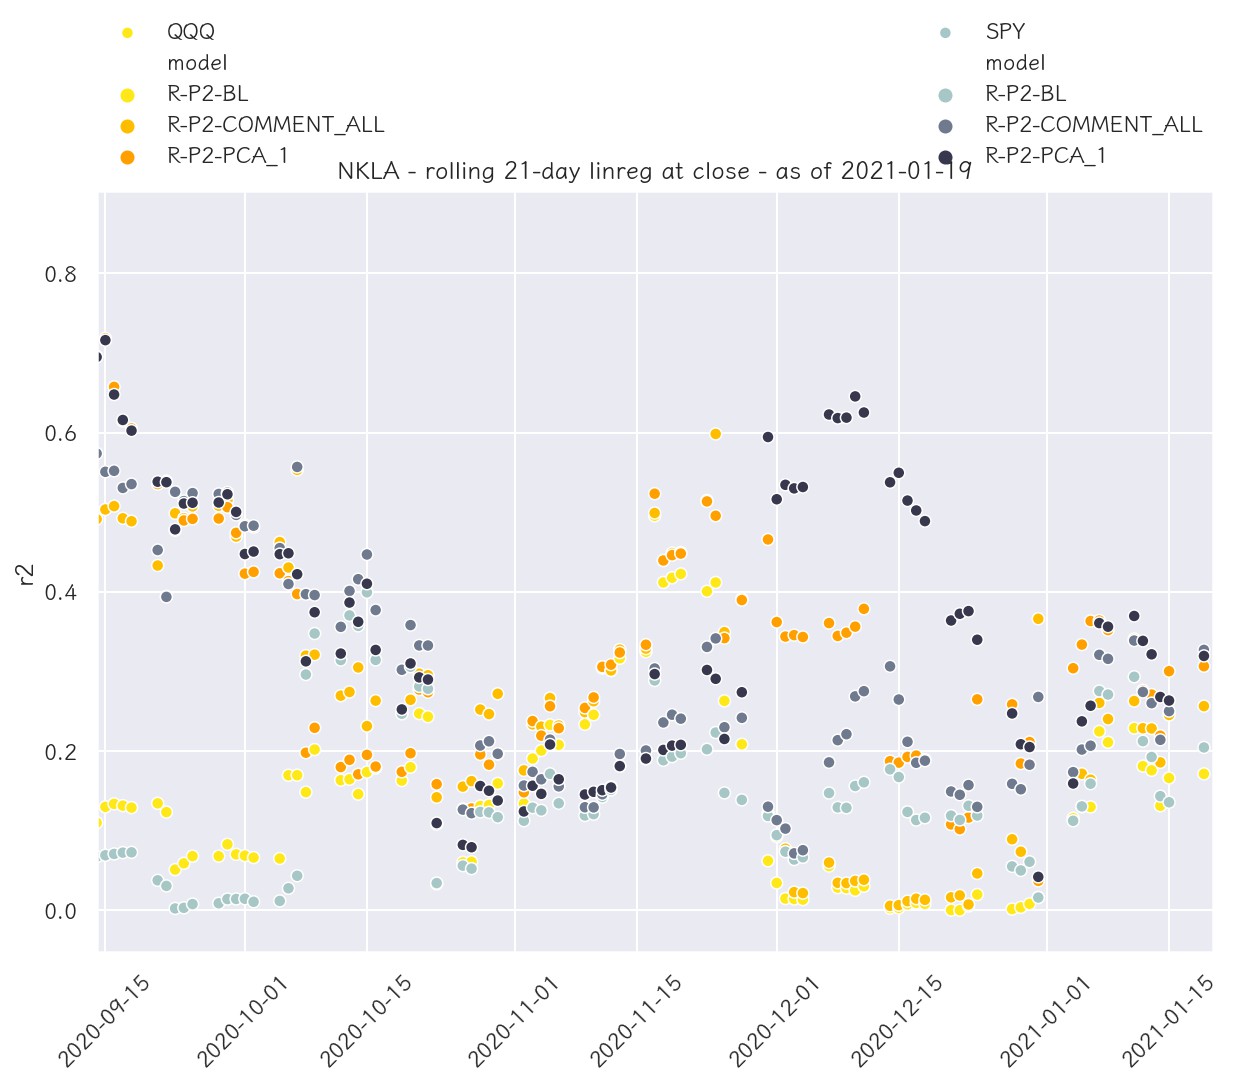 QQQ
model
R-P2-BL
R-P2-COMMENT_ALL
R-P2-PCA_1
SPY
model
R-P2-BL
R-P2-COMMENT_ALL
R-P2-PCA_1
NKLA - rolling 21-day linreg at close - as of 2021-01-19
0.8
0.6
0.4
0.2
0.0
r2
2020-09-15
2020-10-01
2020-10-15
2020-11-01
2020-11-15
2020-12-01
2020-12-15
2021-01-01
2021-01-15